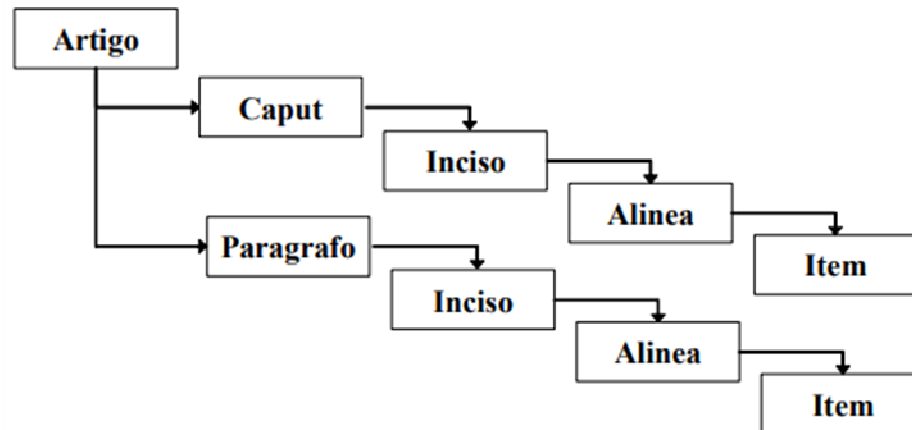 Artigo
Caput
Inciso
Alinea
Item
Paragrafo
Inciso
Alinea
Item